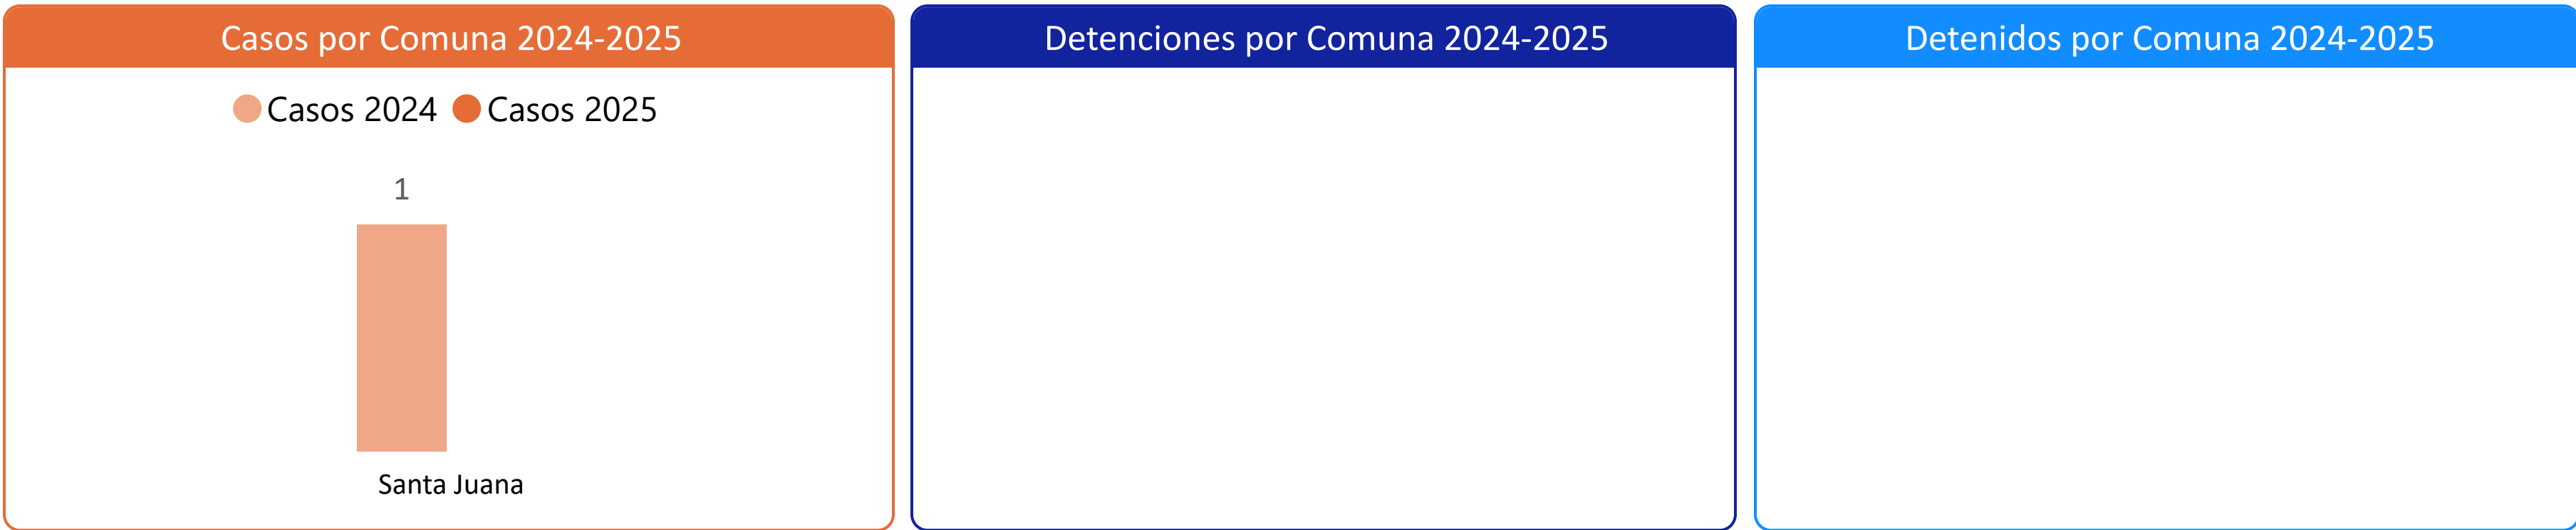 Casos por Comuna 2024-2025
Casos 2024 Casos 2025
1
Santa Juana
Detenciones por Comuna 2024-2025
Detenidos por Comuna 2024-2025